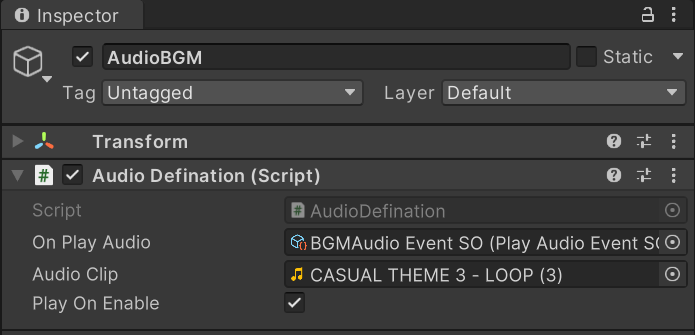 Inspector
AudioBGM Static
Tag Untagged Layer Default
Transform
# Audio Defination (Script)
Script # AudioDefination
On Play Audio BGMAudio Event SO (Play Audio Event SO
Audio Clip CASUAL THEME 3 - LOOP (3)
Play On Enable